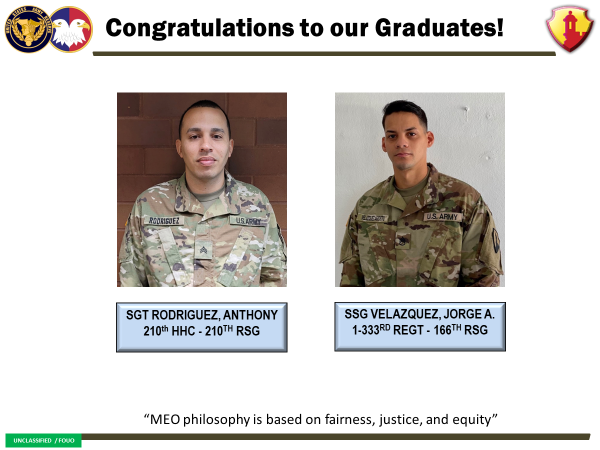 Congratulations to our Graduates!
RODRIGUEZ
U.S. ARMY
U.S. ARMY
SGT RODRIGUEZ, ANTHONY
210th HHC - 210TH RSG
SSG VELAZQUEZ, JORGE A.
1-333RD REGT - 166TH RSG
“MEO philosophy is based on fairness, justice, and equity”
UNCLASSIFIED / FOUO